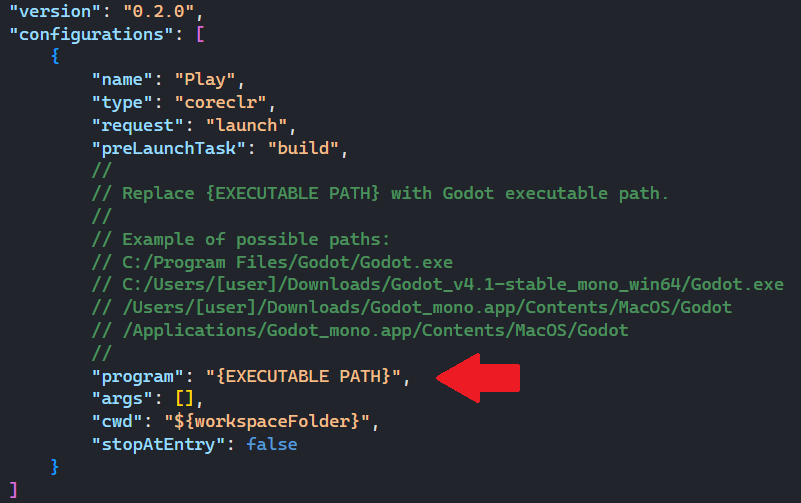 "version": "0.2.0",
"configurations": [
{
"name": "Play",
"type": "coreclr",
"request": "launch",
"preLaunchTask": "build",
//
// Replace {EXECUTABLE PATH} with Godot executable path.
//
// Example of possible paths:
// C:/Program Files/Godot/Godot.exe
// C:/Users/[user]/Downloads/Godot_v4.1-stable_mono_win64/Godot.exe
// /Users/[user]/Downloads/Godot_mono.app/Contents/MacOS/Godot
// /Applications/Godot_mono.app/Contents/MacOS/Godot
//
"program": "{EXECUTABLE PATH}",
"args": [],
"cwd": "${workspaceFolder}",
"stopAtEntry": false
}
]